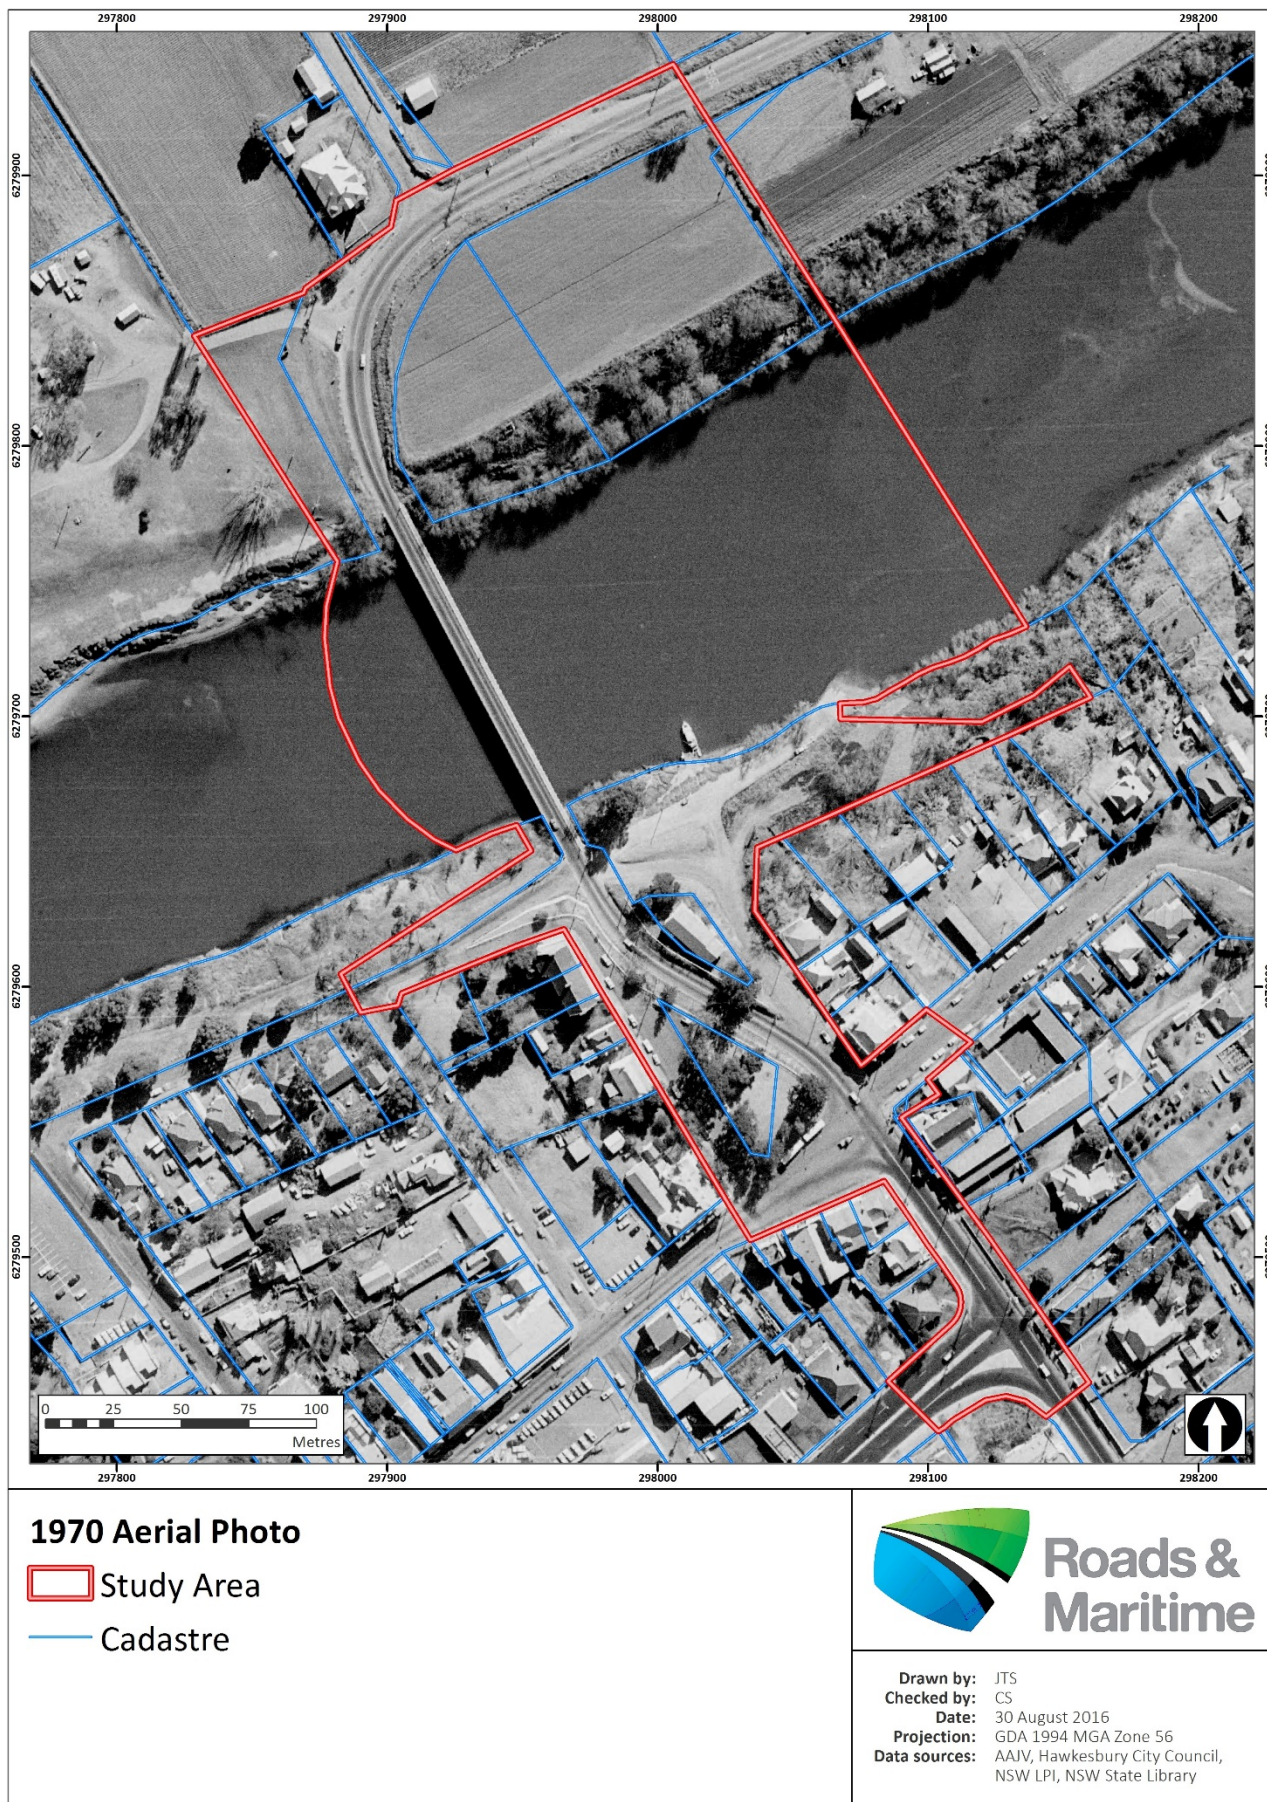 297800 297900 298000 298100 298200
6279900
6279800
6279700
6279600
6279500
0 25 50 75 100
Metres
297800 297900 298000 298100 298200
1970 Aerial Photo
Study Area
Cadastre
Roads &
Maritime
Drawn by: JTS
Checked by: CS
Date: 30 August 2016
Projection: GDA 1994 MGA Zone 56
Data sources: AAJV, Hawkesbury City Council,
NSW LPI, NSW State Library